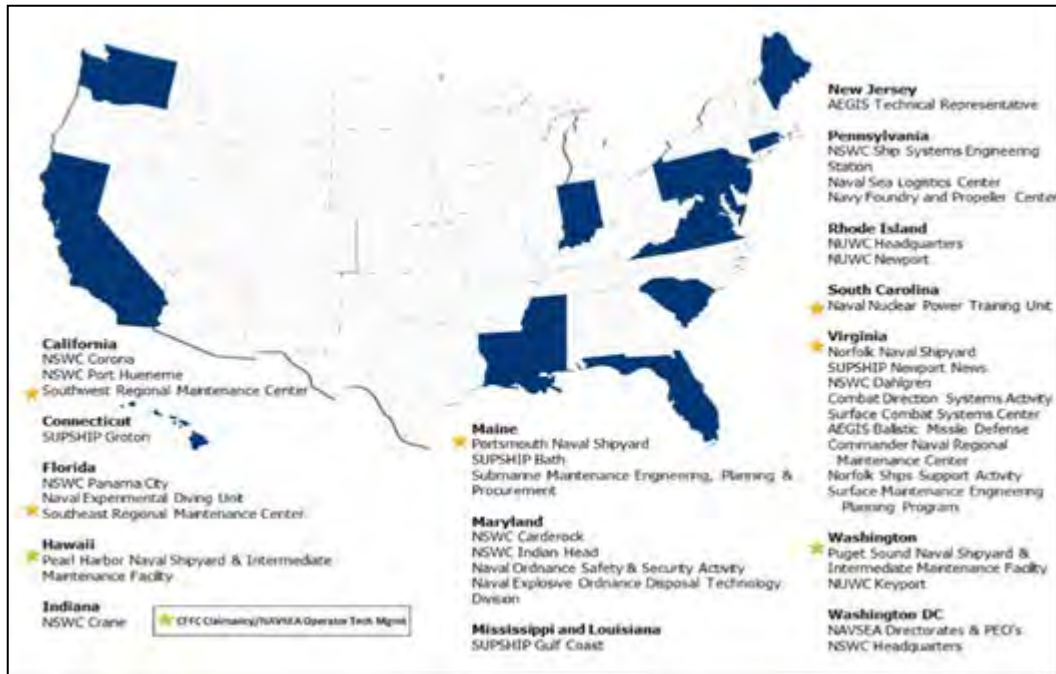 California
NSWC Corona
NSWC Port Hueneme
Southwest Regional Maintenance Center
Connecticut
SUPSHIP Groton
Florida
NSWC Panama City
Naval Expermental Diving Unit
Southeast Regional Maintenance Center
Hawaii
Pearl Harbor Naval Shipyard & Intermediate
Maintenance Facility
Indiana
NSWC Crane
CFFC Claimancy/NAVSEA Operator Tech Mgmt
Maine
Portsmouth Naval Shipyard
SUPSHIP Bath
Submarine Maintenance Engineering, Planning &
Procurement
Maryland
NSWC Carderock
NSWC Indian Head
Naval Ordnance Safety & Security Activity
Naval Explosive Ordnance Disposal Technology
Division
Mississippi and Louisiana
SUPSHIP Gulf Coast
New Jersey
AEGIS Technical Representative
Pennsylvania
NSWC Ship Systems Engineering
Station
Naval Sea Logistics Center
Navy Foundry and Propeller Center
Rhode Island
NUWC Headquarters
NUWC Newport
South Carolina
Naval Nuclear Power Training Unit
Virginia
Norfolk Naval Shipyard
SUPSHIP Newport News
NSWC Dahlgren
Combat Direction Systems Activity
Surface Combat Systems Center
AEGIS Ballistic Missile Defense
Commander Naval Regional
Maintenance Center
Norfolk Ships Support Activity
Surface Maintenance Engineering
Planning Program
Washington
Puget Sound Naval Shipyard &
Intermediate Maintenance Facility
NUWC Keyport
Washington DC
NAVSEA Directorates & PEO's
NSWC Headquarters